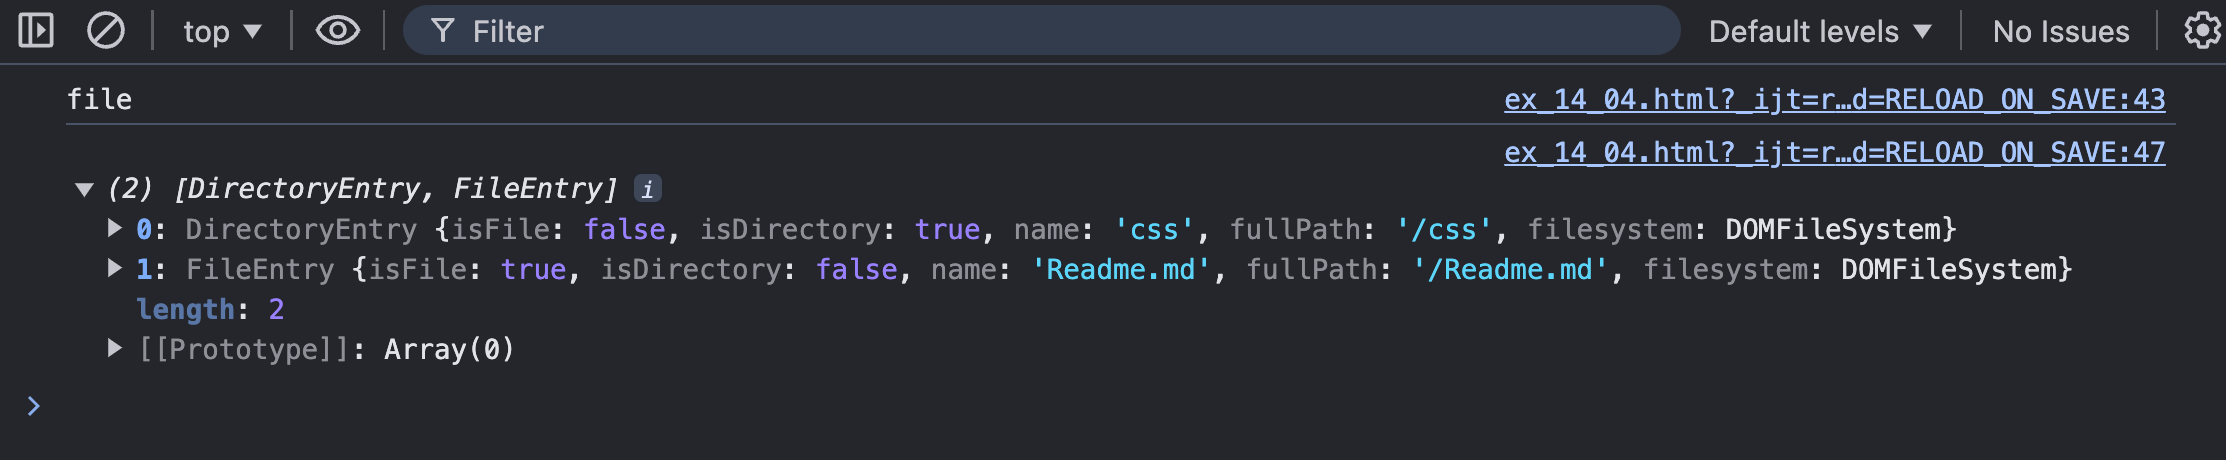 top ▼ Filter Default levels ▼ No Issues
file ex_14_04.html?_ijt=r…d=RELOAD_ON_SAVE:43
ex_14_04.html?_ijt=r…d=RELOAD_ON_SAVE:47
▼ (2) [DirectoryEntry, FileEntry] i
▶ 0: DirectoryEntry {isFile: false, isDirectory: true, name: 'css', fullPath: '/css', filesystem: DOMFileSystem}
▶ 1: FileEntry {isFile: true, isDirectory: false, name: 'Readme.md', fullPath: '/Readme.md', filesystem: DOMFileSystem}
length: 2
▶ [[Prototype]]: Array(0)